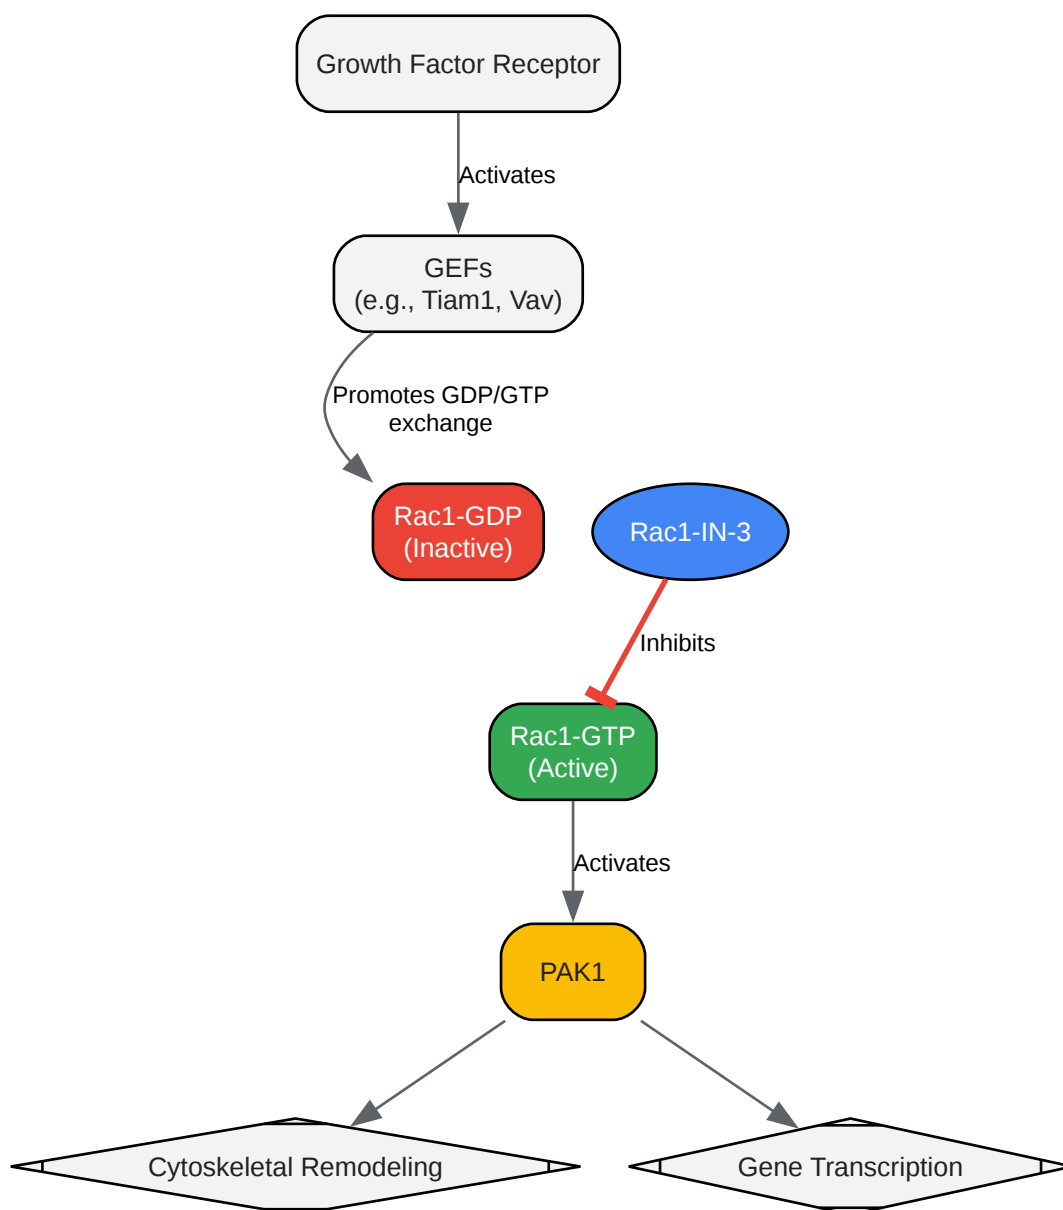 Growth Factor Receptor
Activates
GEFs
(e.g., Tiam1, Vav)
Promotes GDP/GTP
exchange
Rac1-GDP
(Inactive)
Rac1-IN-3
Inhibits
Rac1-GTP
(Active)
Activates
PAK1
Cytoskeletal Remodeling
Gene Transcription